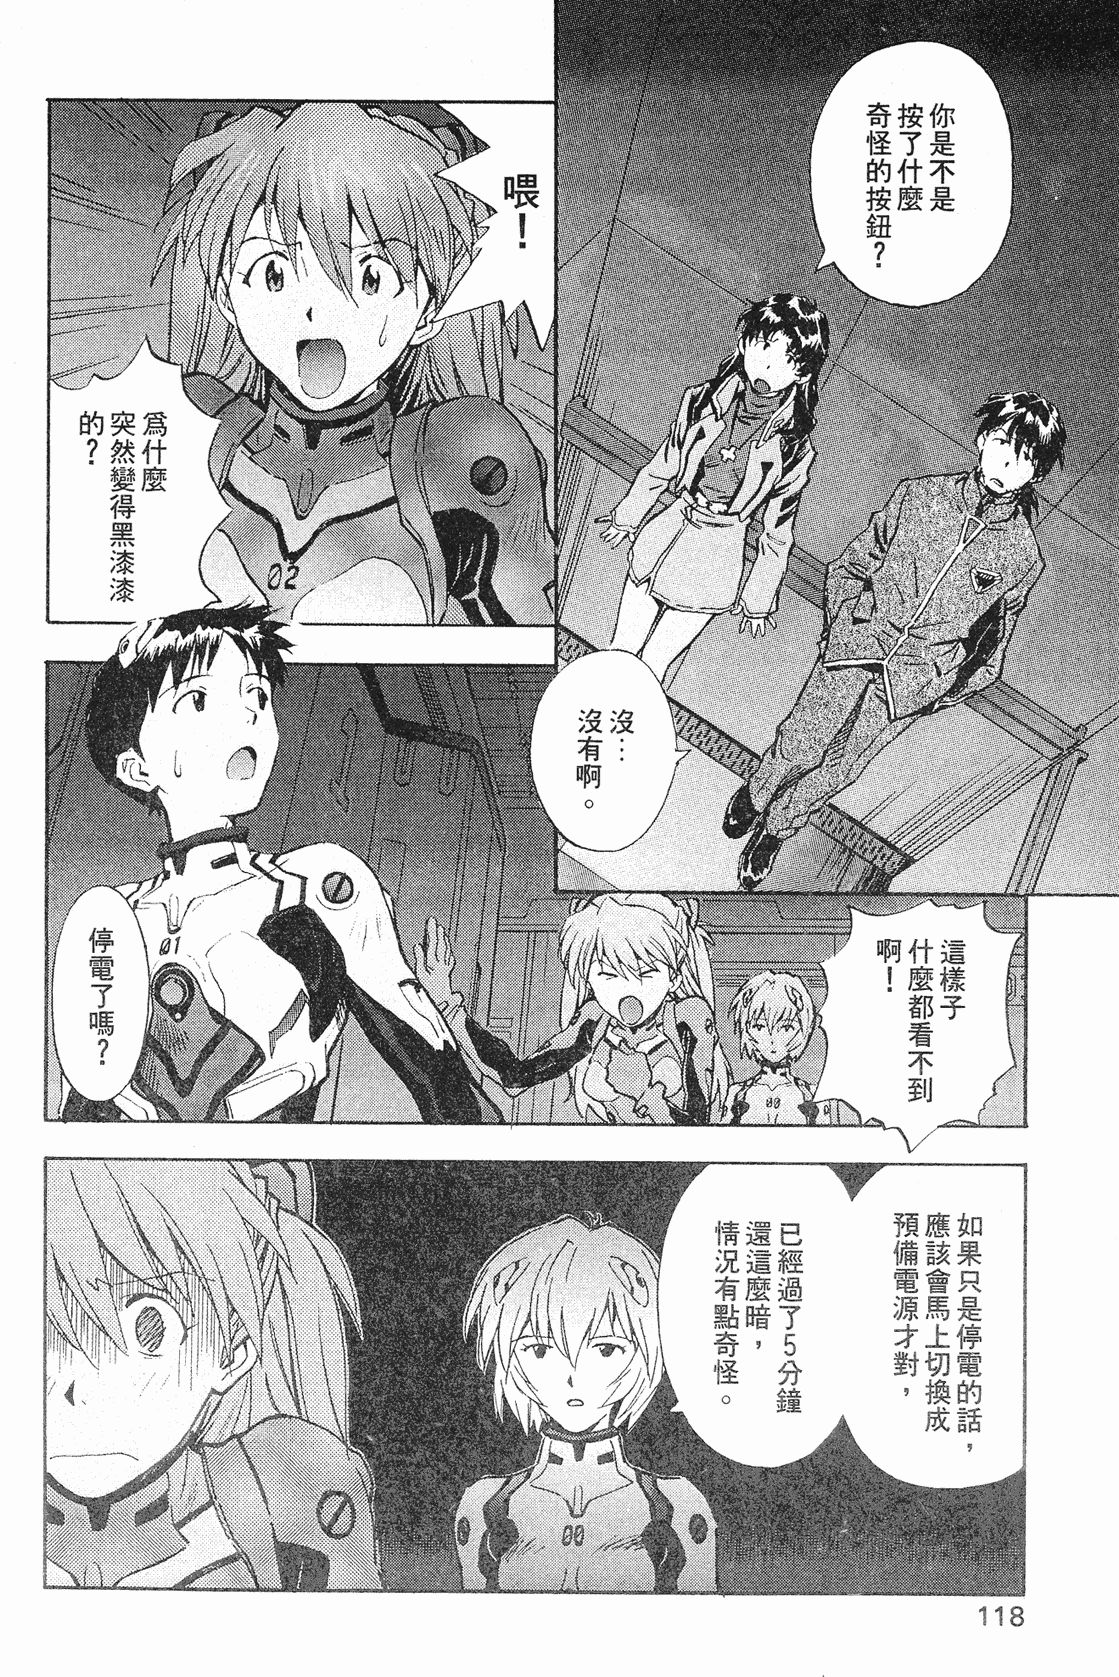 你是不是
按了什麼
奇怪的按鈕？
沒…
沒有啊。
喂！
爲什麼
突然變得黑漆漆
的？
02
這樣子
什麼都看不到
啊！
停電了嗎？
01
00
如果只是停電的話，
應該會馬上切換成
預備電源才對，
已經過了5分鐘
還這麼暗，
情況有點奇怪。
00
118